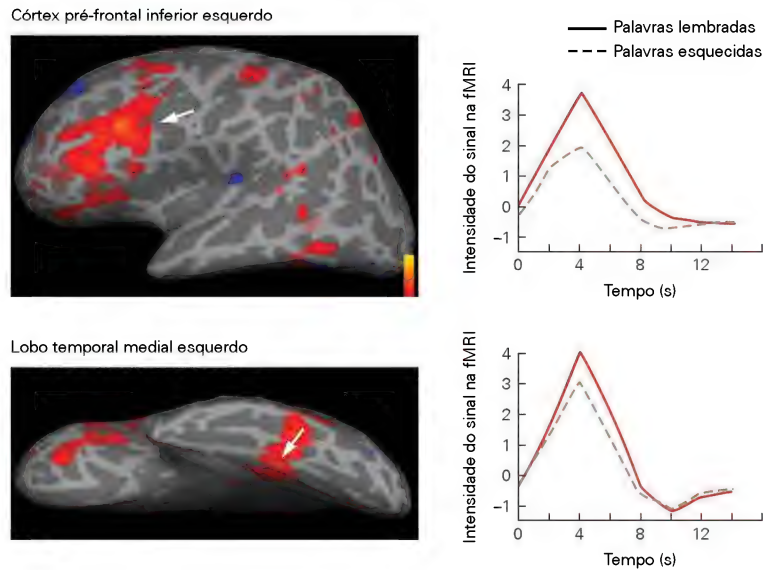 Córtex pré-frontal inferior esquerdo
Palavras lembradas
Palavras esquecidas
Intensidade do sinal na fMRI
4
3
2
1
0
−1
0
4
8
12
Tempo (s)
Lobo temporal medial esquerdo
Intensidade do sinal na fMRI
4
3
2
1
0
−1
0
4
8
12
Tempo (s)